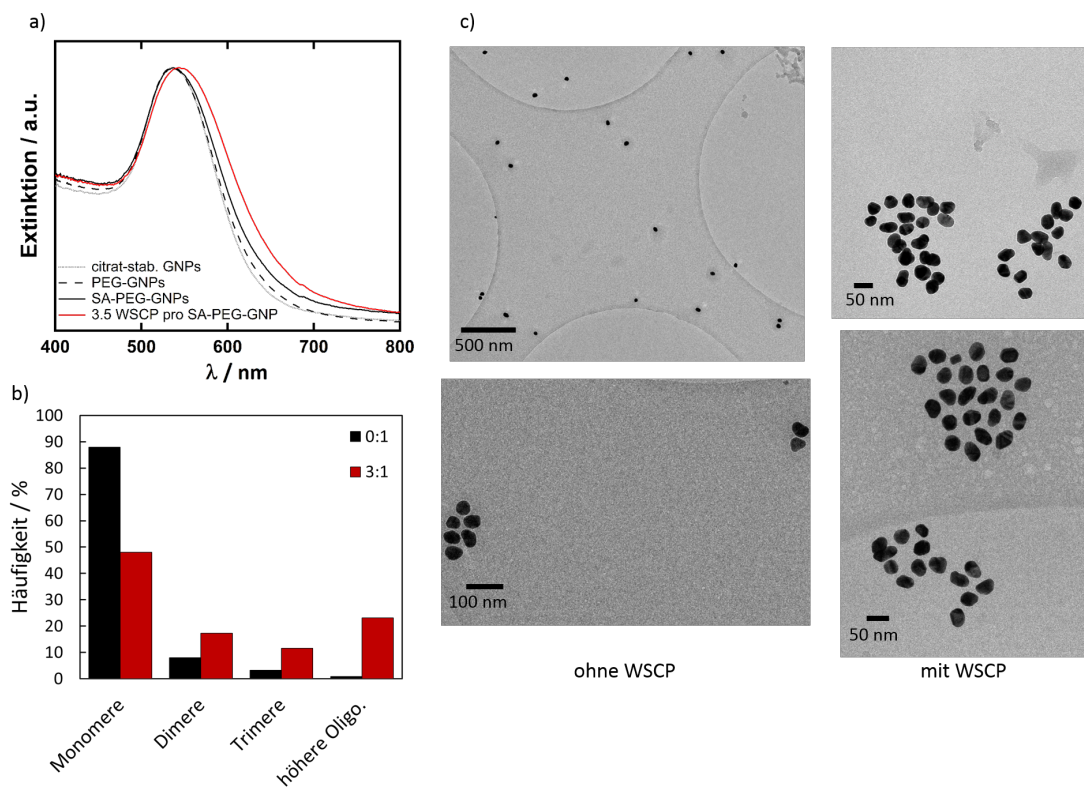 a)
Extinktion / a.u.
citrat-stab. GNPs
PEG-GNPs
SA-PEG-GNPs
3.5 WSCP pro SA-PEG-GNP
400 500 600 700 800
λ / nm
b)
Häufigkeit / %
100
90
80
70
60
50
40
30
20
10
0
0:1
3:1
Monomere
Dimere
Trimere
höhere Oligo.
c)
500 nm
50 nm
100 nm
50 nm
ohne WSCP
mit WSCP